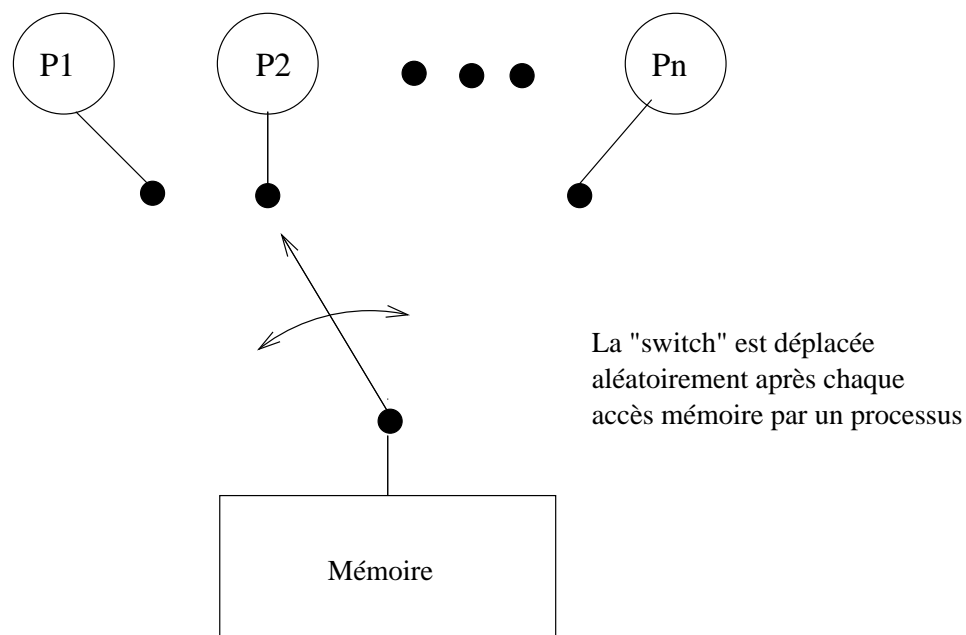 P1 P2 Pn
La "switch" est déplacée
aléatoirement après chaque
accès mémoire par un processus
Mémoire